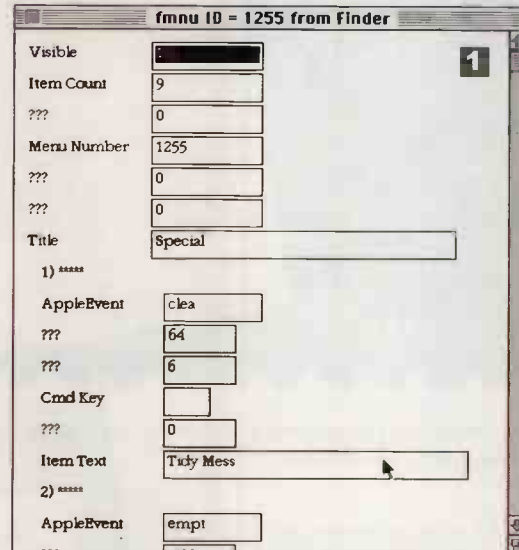 fmnu ID = 1255 from Finder
1
Visible
Item Count 9
??? 0
Menu Number 1255
??? 0
??? 0
Title Special
1) *****
AppleEvent clea
??? 64
??? 6
Cmd Key
??? 0
Item Text Tidy Mess
2) *****
AppleEvent empt